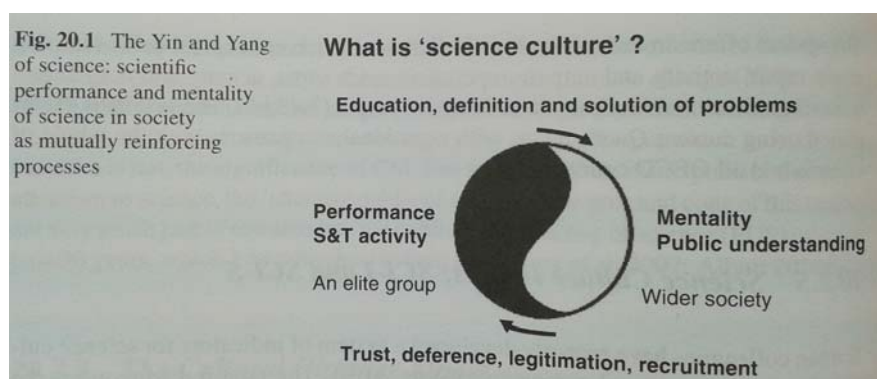 Fig. 20.1 The Yin and Yang
of science: scientific
performance and mentality
of science in society
as mutually reinforcing
processes
What is ‘science culture’ ?
Education, definition and solution of problems
Performance
S&T activity
An elite group
Mentality
Public understanding
Wider society
Trust, deference, legitimation, recruitment